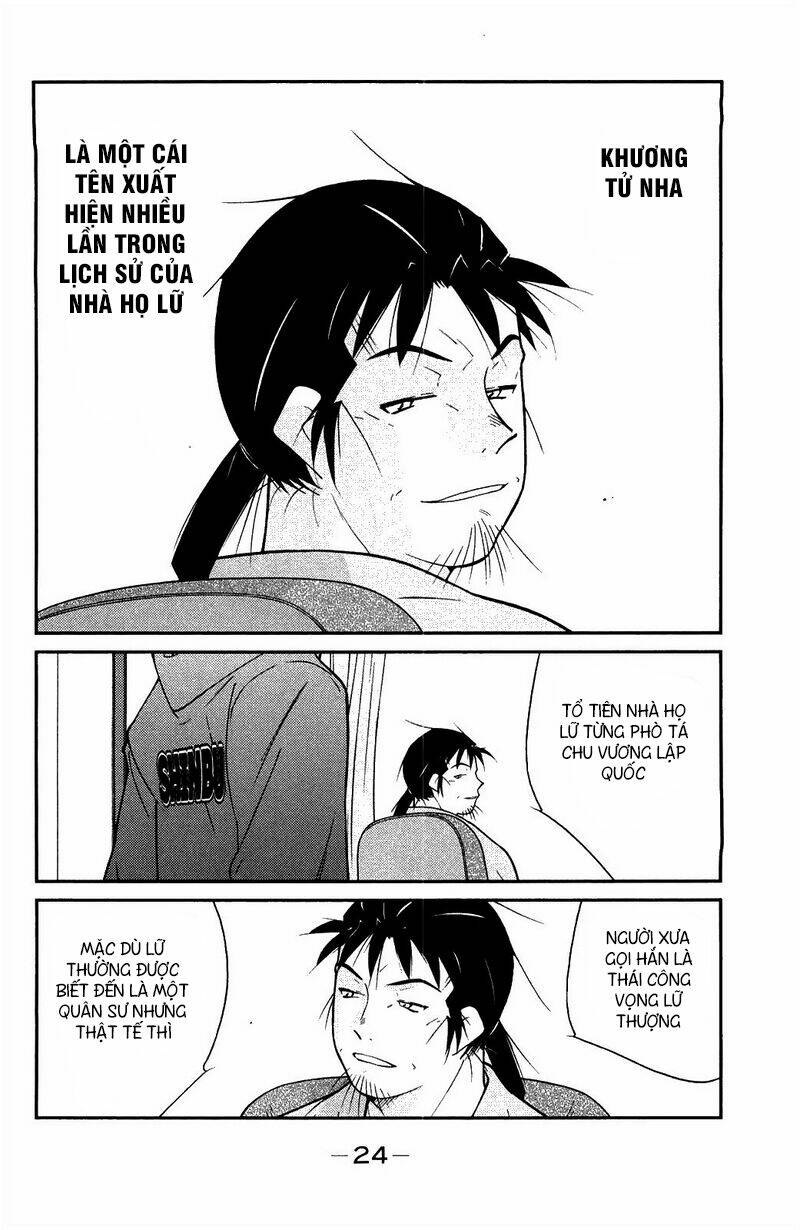 KHƯƠNG
TỬ NHA
LÀ MỘT CÁI
TÊN XUẤT
HIỆN NHIỀU
LẦN TRONG
LỊCH SỬ CỦA
NHÀ HỌ LỮ
TỔ TIÊN NHÀ HỌ
LỮ TỪNG PHÒ TÁ
CHU VƯƠNG LẬP
QUỐC
SHINBU
NGƯỜI XƯA
GỌI HẮN LÀ
THÁI CÔNG
VỌNG LỮ
THƯỢNG
MẶC DÙ LỮ
THƯỜNG ĐƯỢC
BIẾT ĐẾN LÀ MỘT
QUÂN SƯ NHƯNG
THẬT TẾ THÌ
—24—